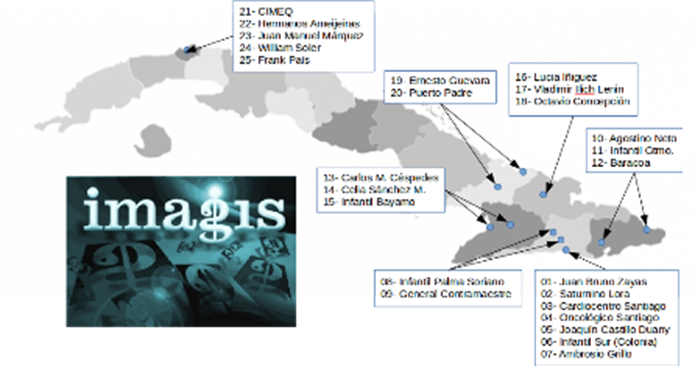 21- CIMEQ
22- Hermanos Ameijeiras
23- Juan Manuel Márquez
24- William Soler
25- Frank País
19- Ernesto Guevara
20- Puerto Padre
16- Lucia Iñiguez
17- Vladimir Ilich Lenin
18- Octavio Concepción
10- Agostino Neto
11- Infantil Gtmo.
12- Baracoa
13- Carlos M. Céspedes
14- Celia Sánchez M.
15- Infantil Bayamo
imagis
08- Infantil Palma Soriano
09- General Contramaestre
01- Juan Bruno Zayas
02- Saturnino Lora
03- Cardiocentro Santiago
04- Oncológico Santiago
05- Joaquín Castillo Duany
06- Infantil Sur (Colonia)
07- Ambrosio Grillo